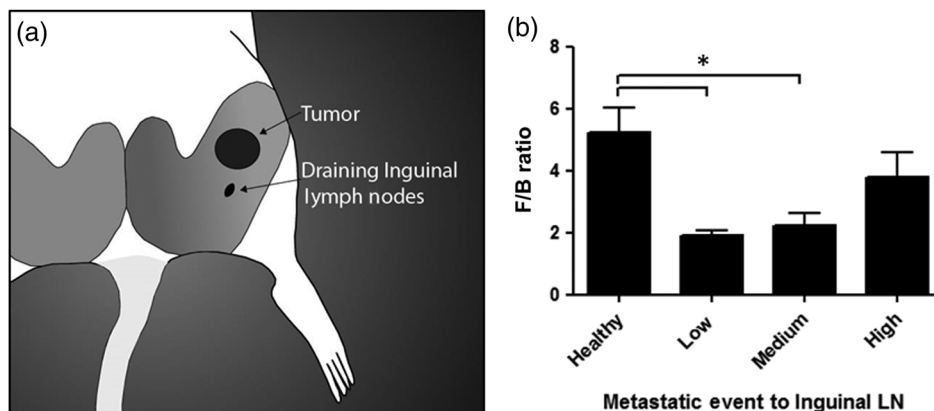 (a)
Tumor
Draining Inguinal
lymph nodes
(b)
F/B ratio
8
6
4
2
0
*
Healthy
Low
Medium
High
Metastatic event to Inguinal LN